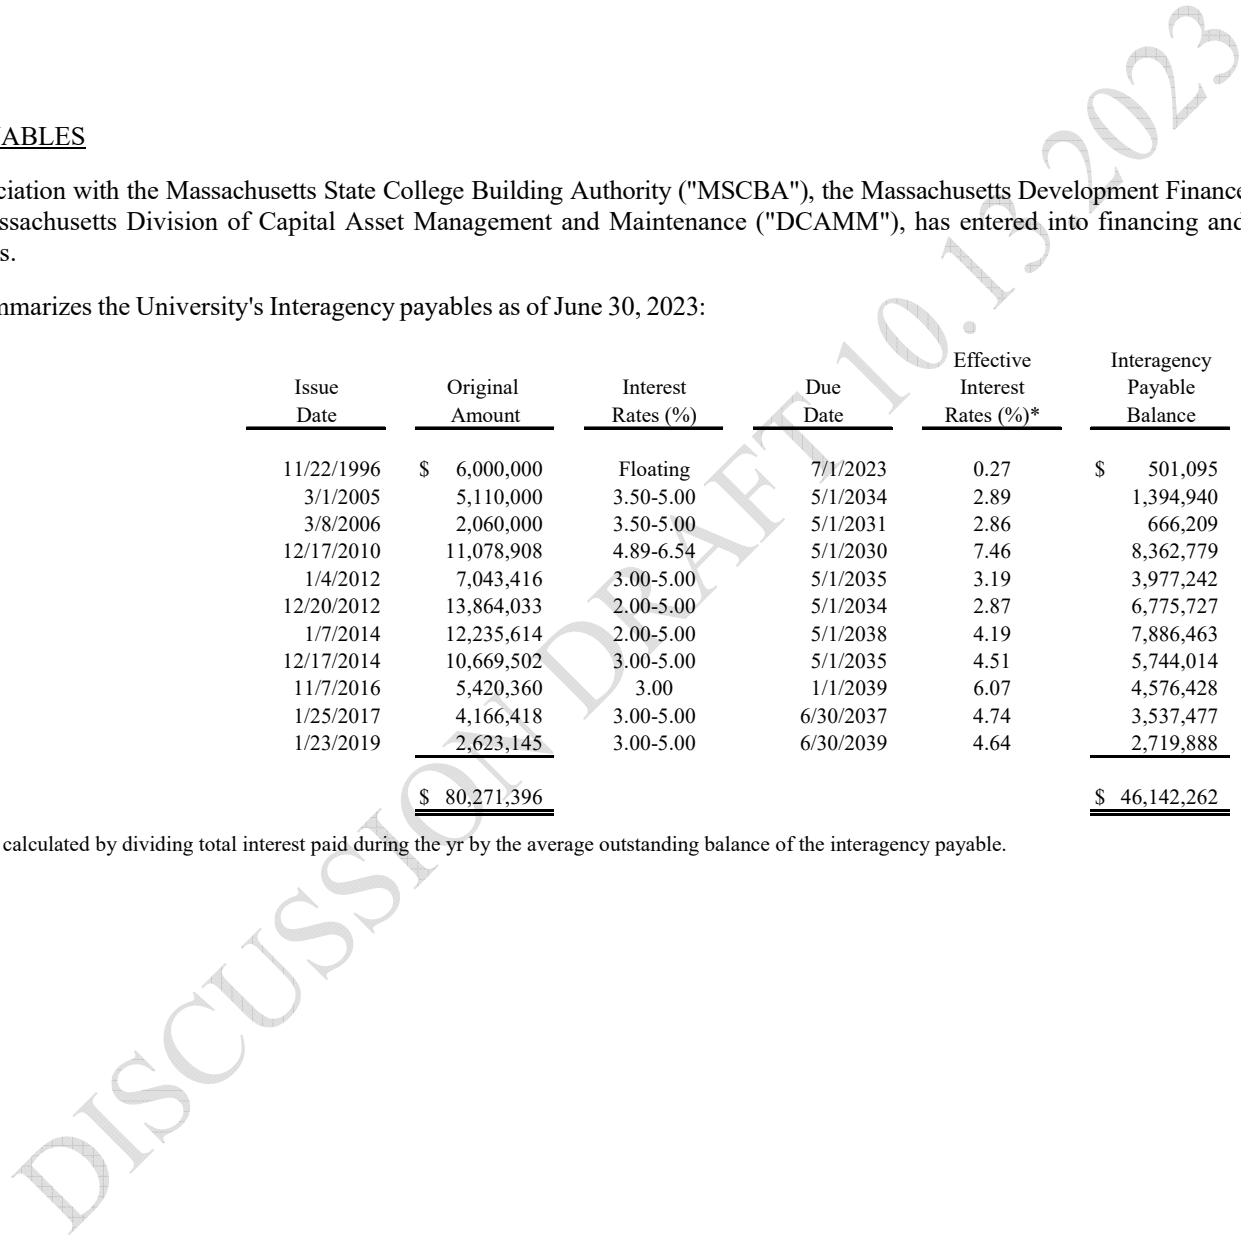 ABLES
ciation with the Massachusetts State College Building Authority ("MSCBA"), the Massachusetts Development Finance
ssachusetts Division of Capital Asset Management and Maintenance ("DCAMM"), has entered into financing and
s.
mmarizes the University's Interagency payables as of June 30, 2023:
Effective Interagency
Issue Original Interest Due Interest Payable
Date Amount Rates (%) Date Rates (%)* Balance
11/22/1996 $ 6,000,000 Floating 7/1/2023 0.27 $ 501,095
3/1/2005 5,110,000 3.50-5.00 5/1/2034 2.89 1,394,940
3/8/2006 2,060,000 3.50-5.00 5/1/2031 2.86 666,209
12/17/2010 11,078,908 4.89-6.54 5/1/2030 7.46 8,362,779
1/4/2012 7,043,416 3.00-5.00 5/1/2035 3.19 3,977,242
12/20/2012 13,864,033 2.00-5.00 5/1/2034 2.87 6,775,727
1/7/2014 12,235,614 2.00-5.00 5/1/2038 4.19 7,886,463
12/17/2014 10,669,502 3.00-5.00 5/1/2035 4.51 5,744,014
11/7/2016 5,420,360 3.00 1/1/2039 6.07 4,576,428
1/25/2017 4,166,418 3.00-5.00 6/30/2037 4.74 3,537,477
1/23/2019 2,623,145 3.00-5.00 6/30/2039 4.64 2,719,888
$ 80,271,396 $ 46,142,262
calculated by dividing total interest paid during the yr by the average outstanding balance of the interagency payable.
DISCUSSION DRAFT 10.13 2023